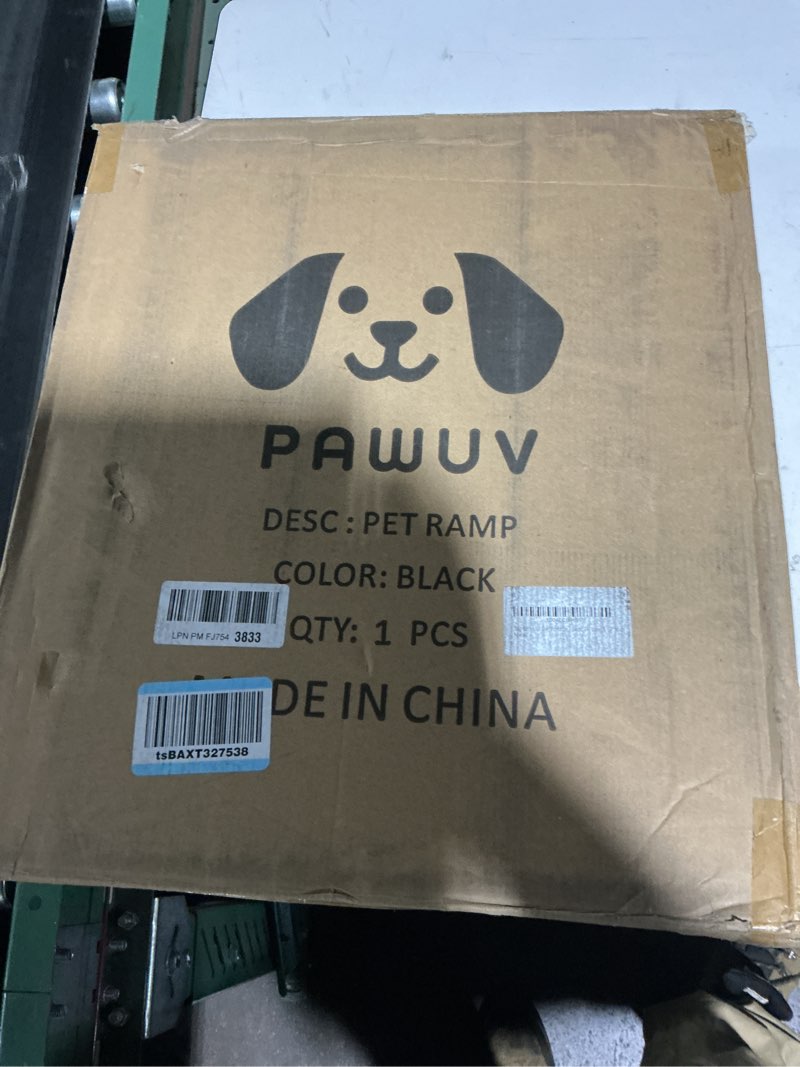 PAWUV
DESC: PET RAMP
COLOR: BLACK
LPN PM FJ754 3833
QTY: 1 PCS
DE IN CHINA
tsBAXT327538